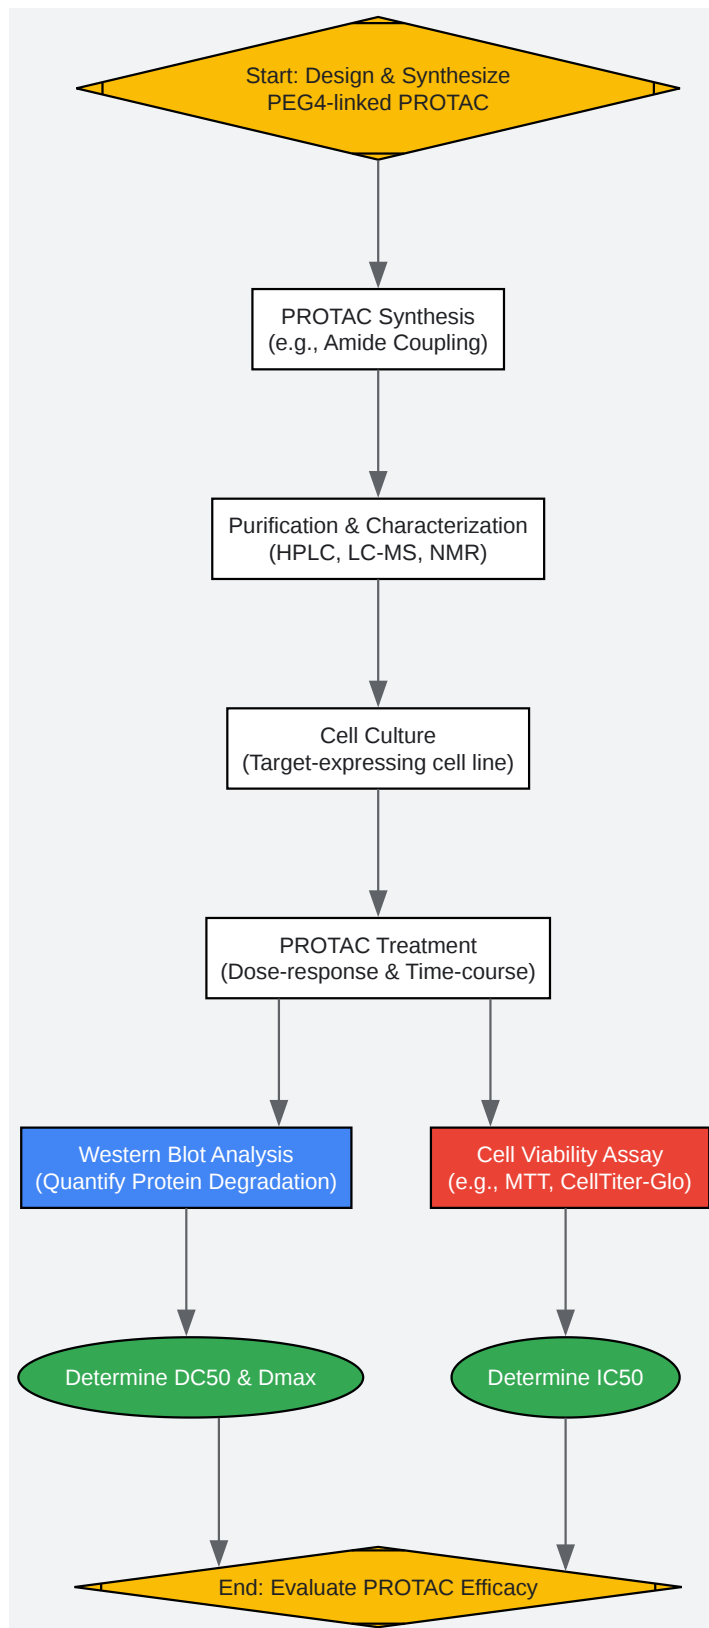 Start: Design & Synthesize
PEG4-linked PROTAC
PROTAC Synthesis
(e.g., Amide Coupling)
Purification & Characterization
(HPLC, LC-MS, NMR)
Cell Culture
(Target-expressing cell line)
PROTAC Treatment
(Dose-response & Time-course)
Western Blot Analysis
(Quantify Protein Degradation)
Cell Viability Assay
(e.g., MTT, CellTiter-Glo)
Determine DC50 & Dmax
Determine IC50
End: Evaluate PROTAC Efficacy